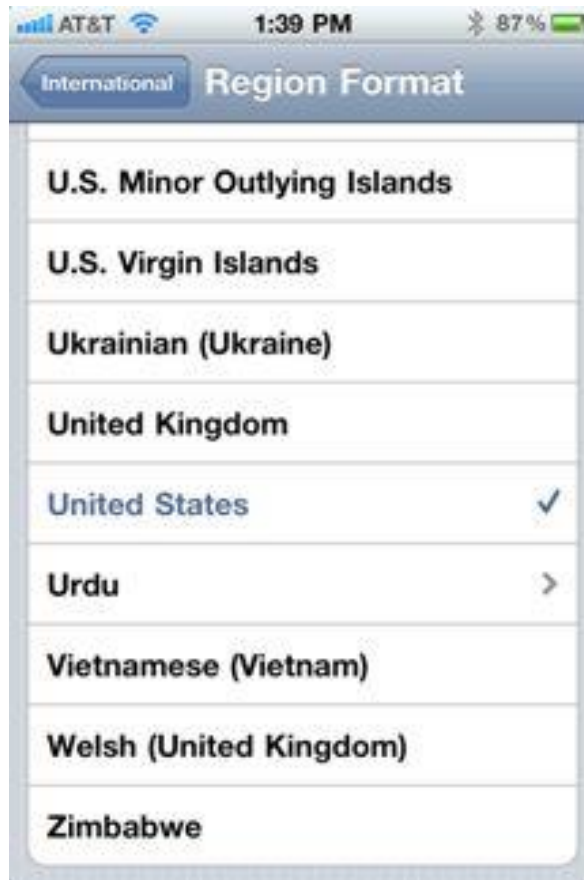 AT&T 1:39 PM 87%
International Region Format
U.S. Minor Outlying Islands
U.S. Virgin Islands
Ukrainian (Ukraine)
United Kingdom
United States
Urdu
Vietnamese (Vietnam)
Welsh (United Kingdom)
Zimbabwe